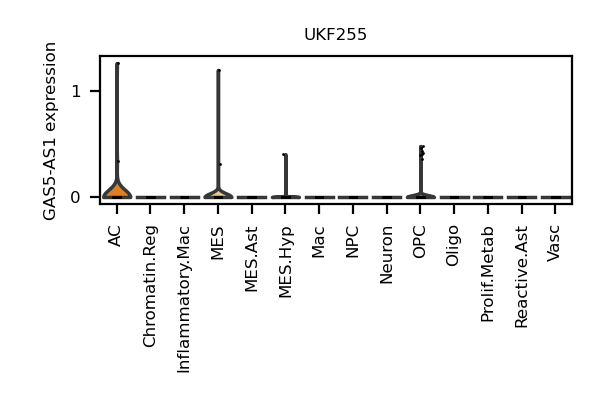 UKF255
GAS5-AS1 expression
1
0
AC
Chromatin.Reg
Inflammatory.Mac
MES
MES.Ast
MES.Hyp
Mac
NPC
Neuron
OPC
Oligo
Prolif.Metab
Reactive.Ast
Vasc